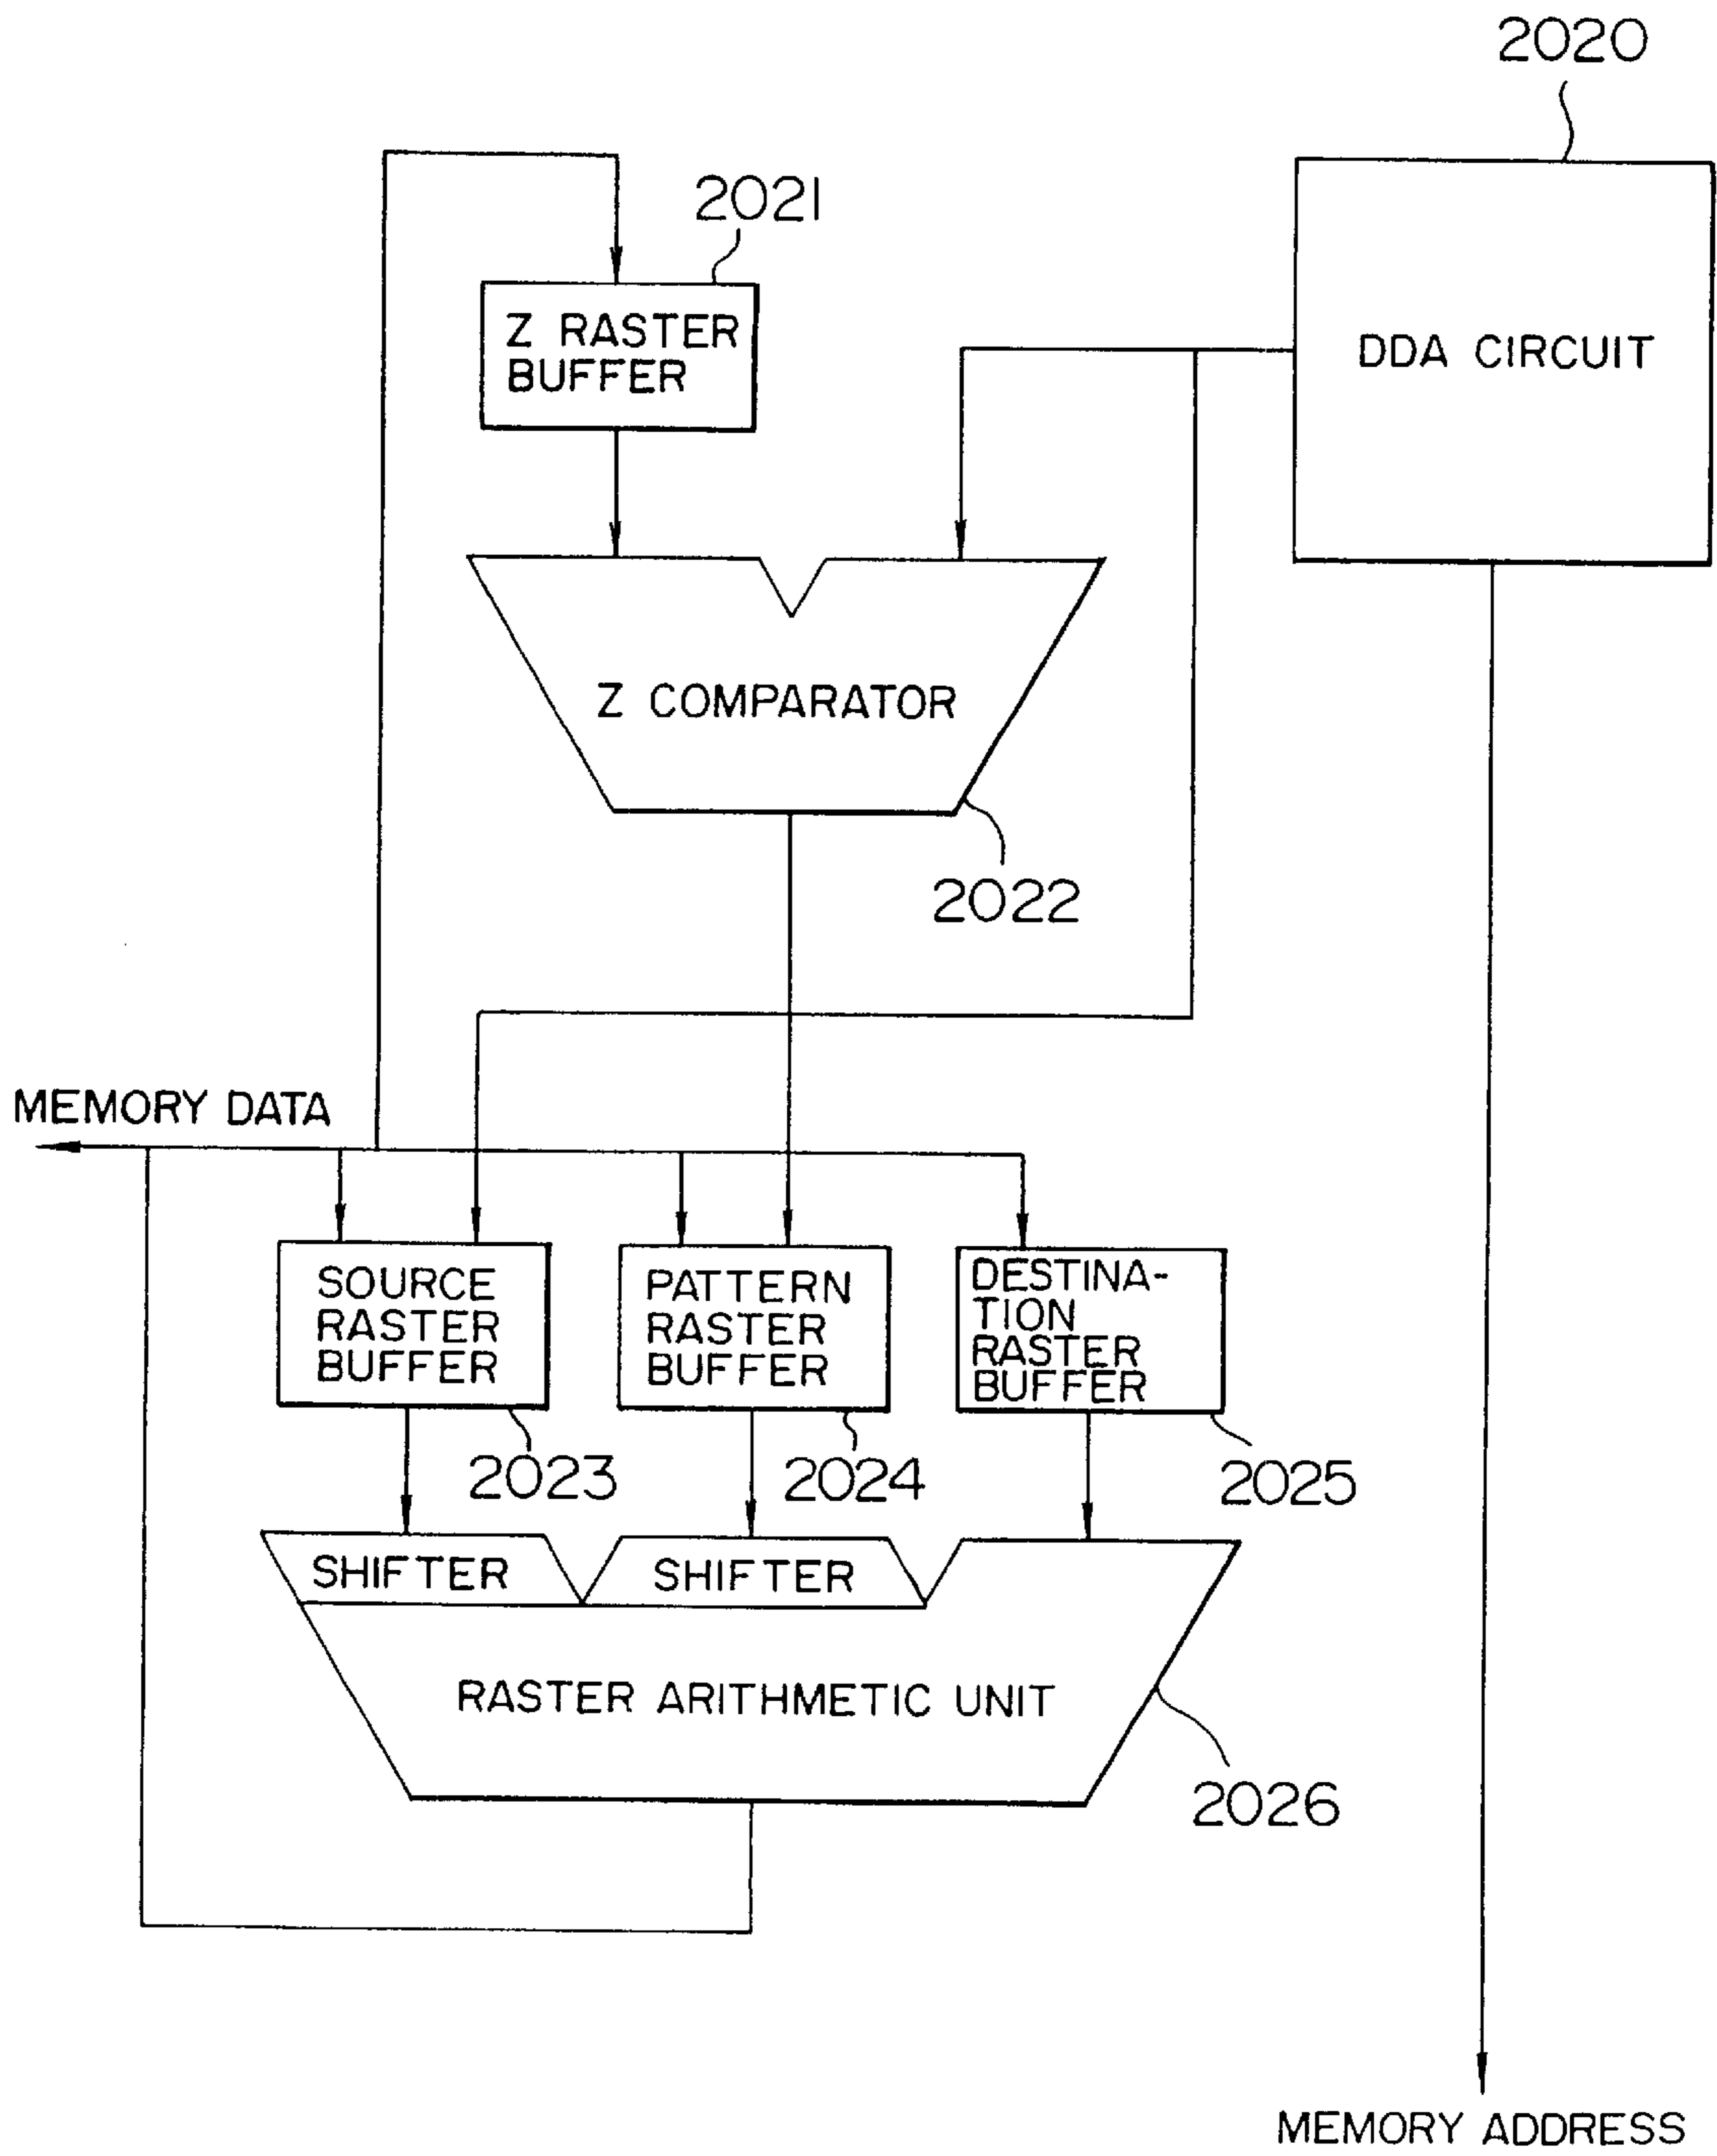 2020
2021
Z RASTER
BUFFER
DDA CIRCUIT
Z COMPARATOR
2022
MEMORY DATA
SOURCE
RASTER
BUFFER
PATTERN
RASTER
BUFFER
DESTINA-
TION
RASTER
BUFFER
2023
2024
2025
SHIFTER
SHIFTER
RASTER ARITHMETIC UNIT
2026
MEMORY ADDRESS